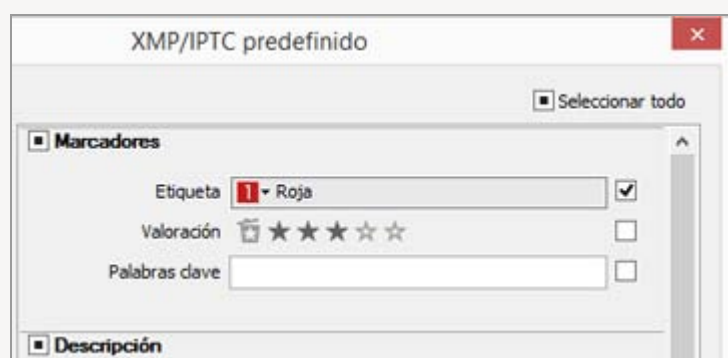 XMP/IPTC predefinido
Seleccionar todo
Marcadores
Etiqueta 1 Roja
Valoración
Palabras clave
Descripción